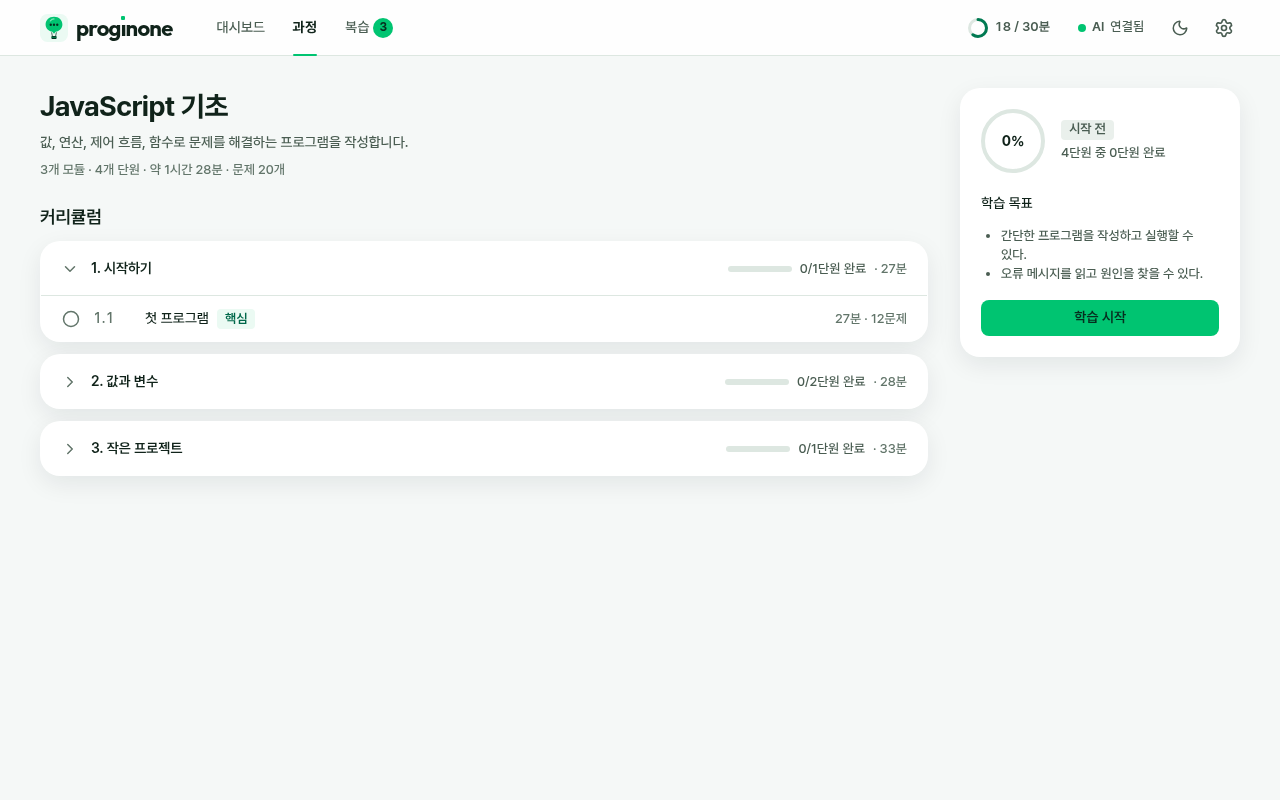 proginone 대시보드 과정 복습 3 18 / 30분 AI 연결됨
JavaScript 기초
값, 연산, 제어 흐름, 함수로 문제를 해결하는 프로그램을 작성합니다.
3개 모듈 · 4개 단원 · 약 1시간 28분 · 문제 20개
커리큘럼
1. 시작하기 0/1단원 완료 · 27분
1.1 첫 프로그램 핵심 27분 · 12문제
2. 값과 변수 0/2단원 완료 · 28분
3. 작은 프로젝트 0/1단원 완료 · 33분
0%
시작 전
4단원 중 0단원 완료
학습 목표
• 간단한 프로그램을 작성하고 실행할 수
있다.
• 오류 메시지를 읽고 원인을 찾을 수 있다.
학습 시작